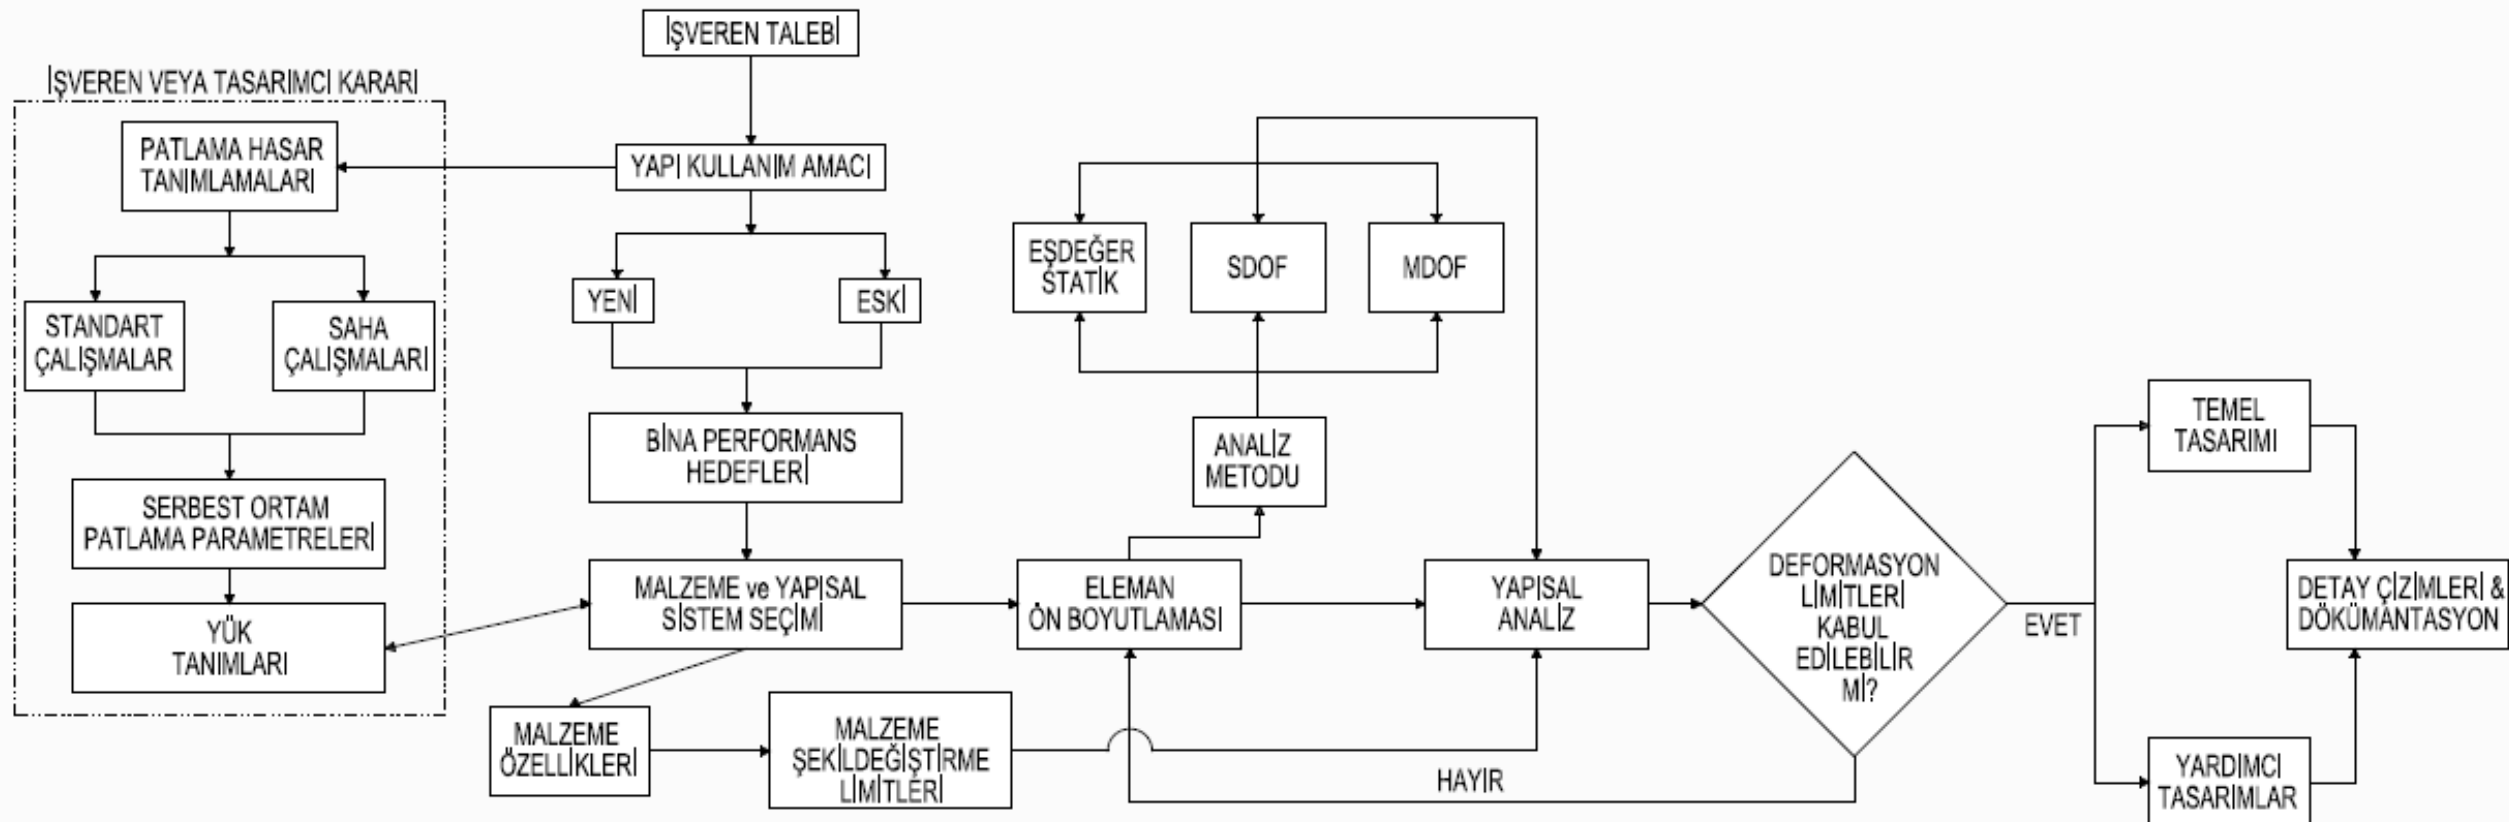 İŞVEREN TALEBİ
İŞVEREN VEYA TASARIMCI KARARI
PATLAMA HASAR
TANIMLAMALARI
YAPI KULLANIM AMACI
STANDART
ÇALIŞMALAR
SAHA
ÇALIŞMALARI
SERBEST ORTAM
PATLAMA PARAMETRELERİ
YÜK
TANIMLARI
YENİ
ESKİ
BİNA PERFORMANS
HEDEFLERİ
MALZEME ve YAPISAL
SİSTEM SEÇİMİ
MALZEME
ÖZELLİKLERİ
MALZEME
ŞEKİLDEĞİŞTİRME
LİMİTLERİ
EŞDEĞER
STATİK
SDOF
MDOF
ANALİZ
METODU
ELEMAN
ÖN BOYUTLAMASI
YAPISAL
ANALİZ
DEFORMASYON
LİMİTLERİ
KABUL
EDİLEBİLİR
Mİ?
HAYIR
EVET
TEMEL
TASARIMI
YARDIMCI
TASARIMLAR
DETAY ÇİZİMLERİ &
DÖKÜMANTASYON